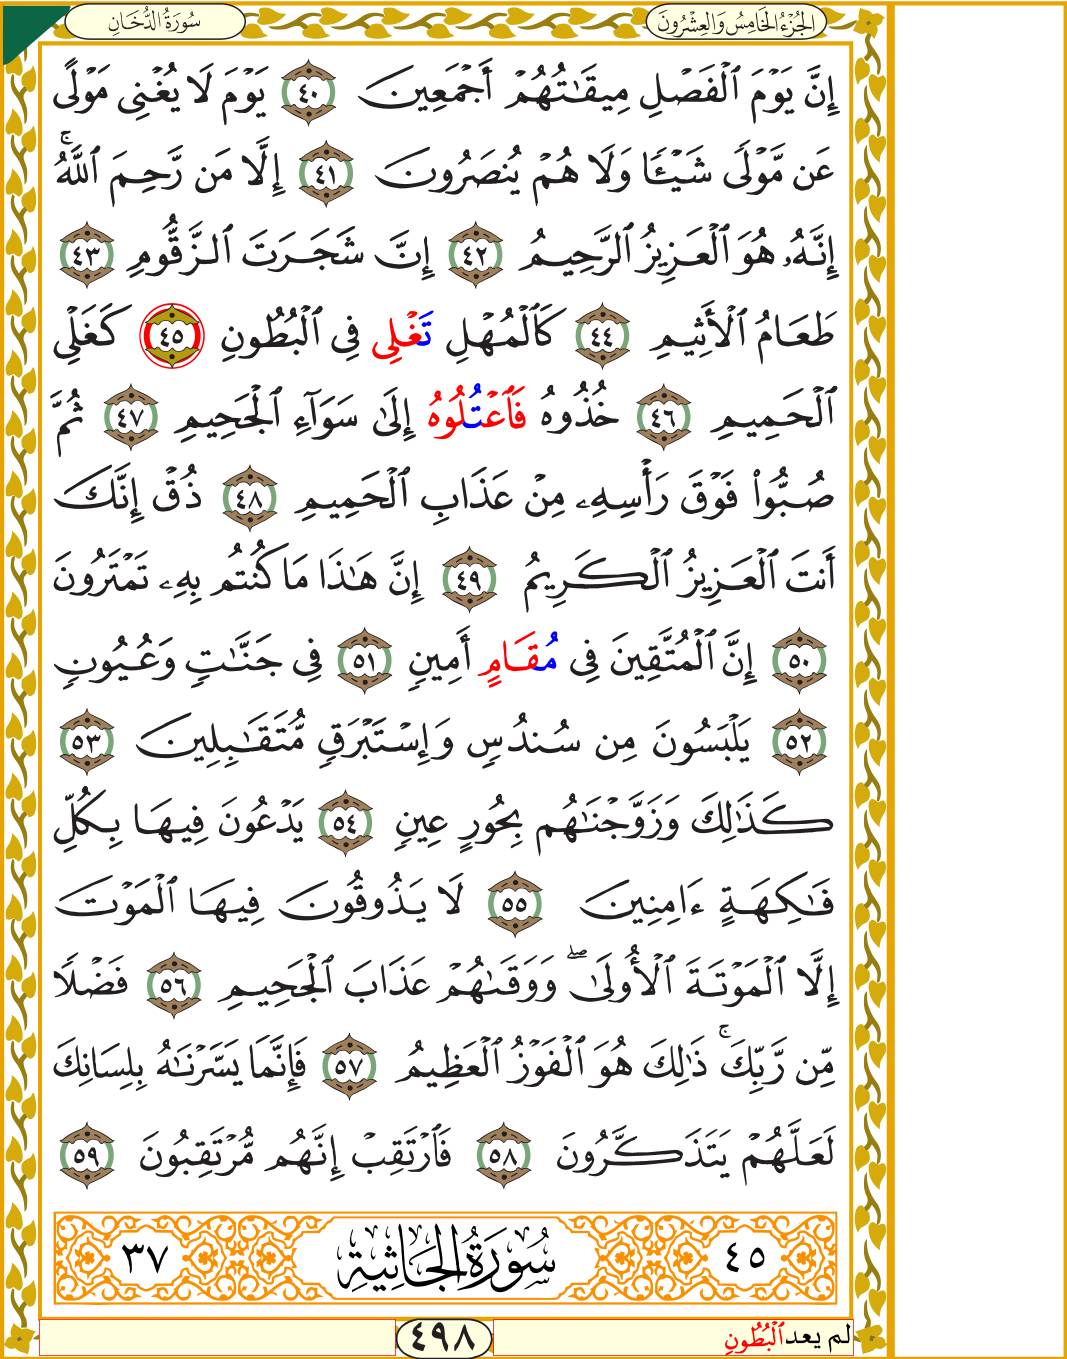 الجُزْءُ الخَامِسُ وَالعِشْرُونَ سُورَةُ الدُّخَانِ
إِنَّ يَوْمَ ٱلْفَصْلِ مِيقَٰتُهُمْ أَجْمَعِينَ ٤٠ يَوْمَ لَا يُغْنِى مَوْلًى
عَن مَّوْلًى شَيْـًٔا وَلَا هُمْ يُنصَرُونَ ٤١ إِلَّا مَن رَّحِمَ ٱللَّهُ ۚ
إِنَّهُۥ هُوَ ٱلْعَزِيزُ ٱلرَّحِيمُ ٤٢ إِنَّ شَجَرَتَ ٱلزَّقُّومِ ٤٣
طَعَامُ ٱلْأَثِيمِ ٤٤ كَٱلْمُهْلِ تَغْلِى فِى ٱلْبُطُونِ ٤٥ كَغَلْىِ
ٱلْحَمِيمِ ٤٦ خُذُوهُ فَٱعْتُلُوهُ إِلَىٰ سَوَآءِ ٱلْجَحِيمِ ٤٧ ثُمَّ
صُبُّوا۟ فَوْقَ رَأْسِهِۦ مِنْ عَذَابِ ٱلْحَمِيمِ ٤٨ ذُقْ إِنَّكَ
أَنتَ ٱلْعَزِيزُ ٱلْكَرِيمُ ٤٩ إِنَّ هَٰذَا مَا كُنتُم بِهِۦ تَمْتَرُونَ
٥٠ إِنَّ ٱلْمُتَّقِينَ فِى مُقَامٍ أَمِينٍ ٥١ فِى جَنَّٰتٍ وَعُيُونٍ
٥٢ يَلْبَسُونَ مِن سُندُسٍ وَإِسْتَبْرَقٍ مُّتَقَٰبِلِينَ ٥٣
كَذَٰلِكَ وَزَوَّجْنَٰهُم بِحُورٍ عِينٍ ٥٤ يَدْعُونَ فِيهَا بِكُلِّ
فَٰكِهَةٍ ءَامِنِينَ ٥٥ لَا يَذُوقُونَ فِيهَا ٱلْمَوْتَ
إِلَّا ٱلْمَوْتَةَ ٱلْأُولَىٰ ۖ وَوَقَىٰهُمْ عَذَابَ ٱلْجَحِيمِ ٥٦ فَضْلًا
مِّن رَّبِّكَ ۚ ذَٰلِكَ هُوَ ٱلْفَوْزُ ٱلْعَظِيمُ ٥٧ فَإِنَّمَا يَسَّرْنَٰهُ بِلِسَانِكَ
لَعَلَّهُمْ يَتَذَكَّرُونَ ٥٨ فَٱرْتَقِبْ إِنَّهُم مُّرْتَقِبُونَ ٥٩
٤٥ سُورَةُ الجَاثِيَةِ ٣٧
لم يعد ٱلْبُطُونِ ٤٩٨